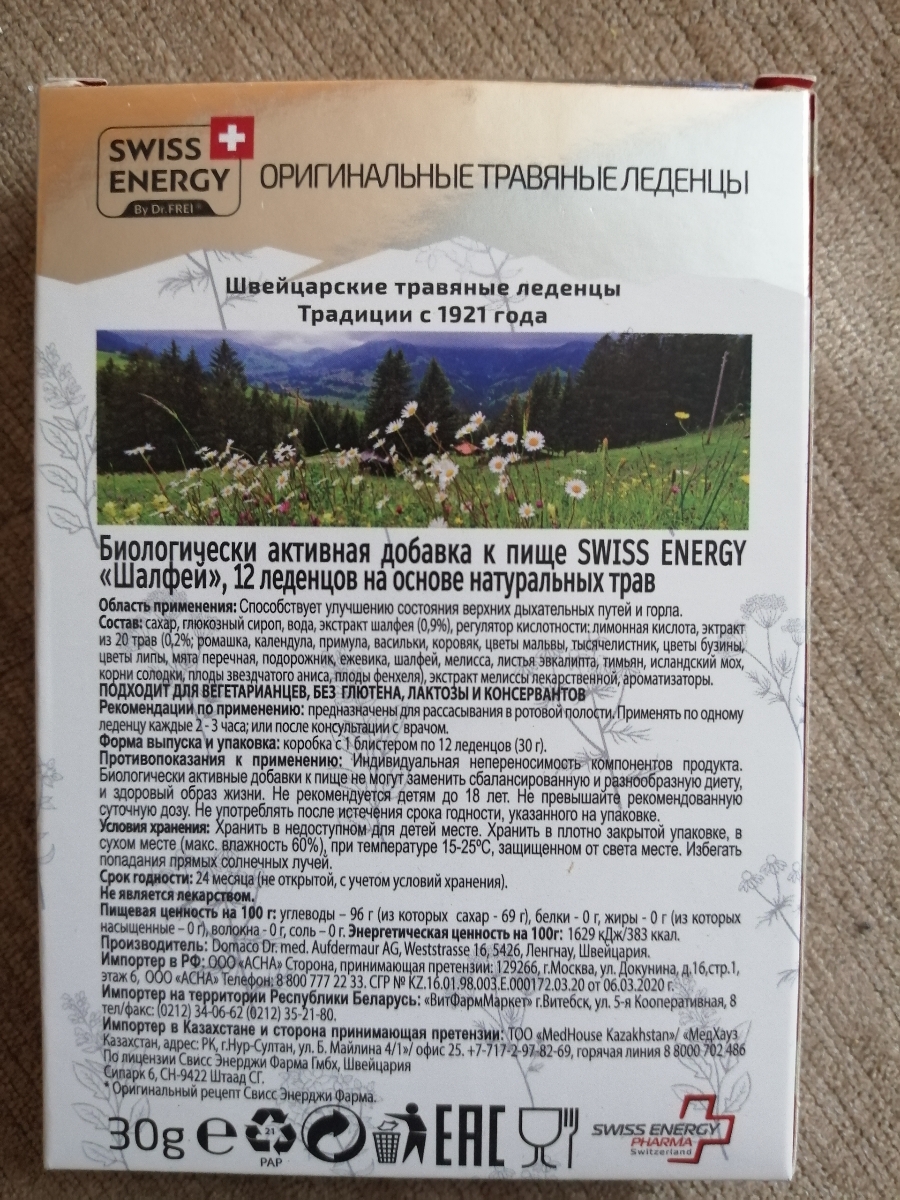 SWISS
ENERGY
By Dr. FREI®
ОРИГИНАЛЬНЫЕ ТРАВЯНЫЕ ЛЕДЕНЦЫ
Швейцарские травяные леденцы
Традиции с 1921 года
Биологически активная добавка к пище SWISS ENERGY
«Шалфей», 12 леденцов на основе натуральных трав
Область применения: Способствует улучшению состояния верхних дыхательных путей и горла.
Состав: сахар, глюкозный сироп, вода, экстракт шалфея (0,9%), регулятор кислотности: лимонная кислота, эктракт
из 20 трав (0,2%; ромашка, календула, примула, васильки, коровяк, цветы мальвы, тысячелистник, цветы бузины,
цветы липы, мята перечная, подорожник, ежевика, шалфей, мелисса, листья эвкалипта, тимьян, исландский мох,
корни солодки, плоды звездчатого аниса, плоды фенхеля), экстракт мелиссы лекарственной, ароматизаторы.
ПОДХОДИТ ДЛЯ ВЕГЕТАРИАНЦЕВ, БЕЗ ГЛЮТЕНА, ЛАКТОЗЫ И КОНСЕРВАНТОВ
Рекомендации по применению: предназначены для рассасывания в ротовой полости. Применять по одному
леденцу каждые 2 - 3 часа; или после консультации с врачом.
Форма выпуска и упаковка: коробка с 1 блистером по 12 леденцов (30 г).
Противопоказания к применению: Индивидуальная непереносимость компонентов продукта.
Биологически активные добавки к пище не могут заменить сбалансированную и разнообразную диету,
и здоровый образ жизни. Не рекомендуется детям до 18 лет. Не превышайте рекомендованную
суточную дозу. Не употреблять после истечения срока годности, указанного на упаковке.
Условия хранения: Хранить в недоступном для детей месте. Хранить в плотно закрытой упаковке, в
сухом месте (макс. влажность 60%), при температуре 15-25°С, защищенном от света месте. Избегать
попадания прямых солнечных лучей.
Срок годности: 24 месяца (не открытой, с учетом условий хранения).
Не является лекарством.
Пищевая ценность на 100 г: углеводы – 96 г (из которых сахар - 69 г), белки - 0 г, жиры - 0 г (из которых
насыщенные – 0 г), волокна - 0 г, соль – 0 г. Энергетическая ценность на 100г: 1629 кДж/383 ккал.
Производитель: Domaco Dr. med. Aufdermaur AG, Weststrasse 16, 5426, Ленгнау, Швейцария.
Импортер в РФ: ООО «АСНА» Сторона, принимающая претензии: 129266, г.Москва, ул. Докунина, д.16,стр.1,
этаж 6, ООО «АСНА» Телефон: 8 800 777 22 33. СГР № KZ.16.01.98.003.E.000172.03.20 от 06.03.2020 г.
Импортер на территории Республики Беларусь: «ВитФармМаркет» г.Витебск, ул. 5-я Кооперативная, 8
тел/факс: (0212) 34-06-62 (0212) 35-21-80.
Импортер в Казахстане и сторона принимающая претензии: ТОО «MedHouse Kazakhstan»/ «МедХауз
Казахстан, адрес: РК, г.Нур-Султан, ул. Б. Майлина 4/1»/ офис 25. +7-717-2-97-82-69, горячая линия 8 8000 702 486
По лицензии Свисс Энерджи Фарма Гмбх, Швейцария
Сипарк 6, CH-9422 Штаад СГ.
* Оригинальный рецепт Свисс Энерджи Фарма.
30g ℮ 21 PAP EAC
SWISS ENERGY
PHARMA
Switzerland